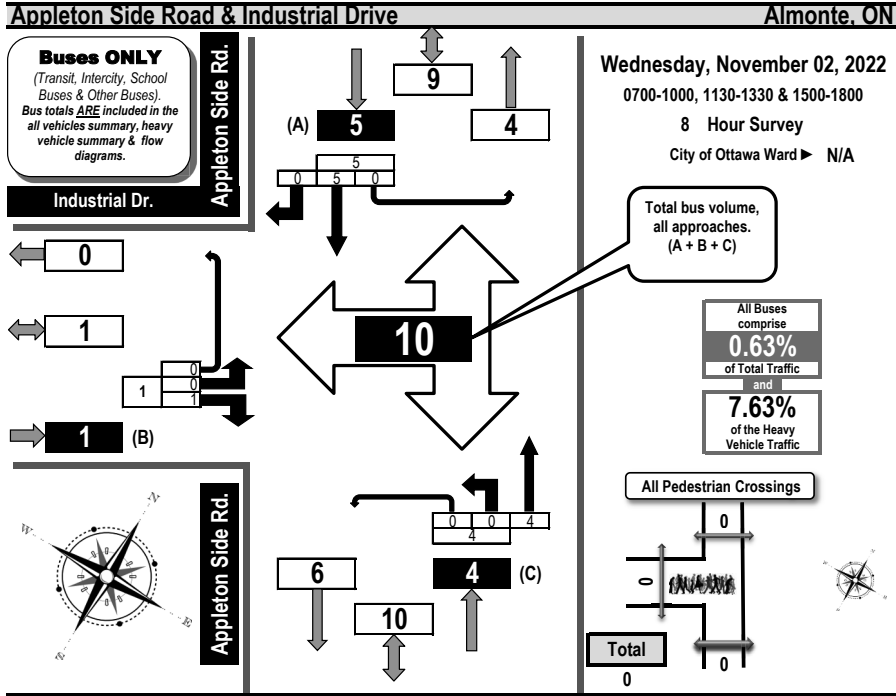 Appleton Side Road & Industrial Drive
Almonte, ON
Buses ONLY
(Transit, Intercity, School
Buses & Other Buses).
Bus totals ARE included in the
all vehicles summary, heavy
vehicle summary & flow
diagrams.
Appleton Side Rd.
Industrial Dr.
9
(A)
5
4
5
0 5 0
Wednesday, November 02, 2022
0700-1000, 1130-1330 & 1500-1800
8 Hour Survey
City of Ottawa Ward ► N/A
Total bus volume,
all approaches.
(A + B + C)
0
1
10
0
1
0
1
1
(B)
All Buses
comprise
0.63%
of Total Traffic
and
7.63%
of the Heavy
Vehicle Traffic
N
W
E
S
Appleton Side Rd.
0 0 4
4
6
4
(C)
10
All Pedestrian Crossings
0
0
0
Total
0